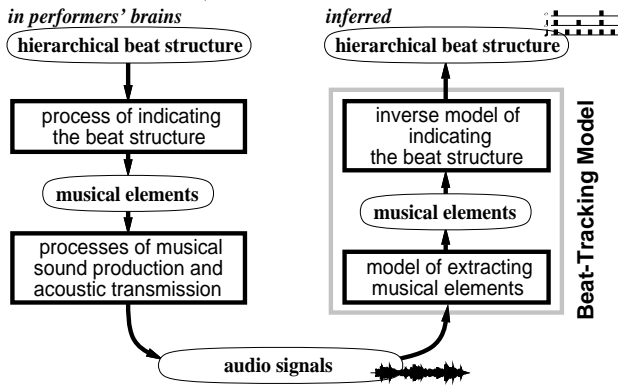 in performers' brains
hierarchical beat structure
process of indicating
the beat structure
musical elements
processes of musical
sound production and
acoustic transmission
audio signals
inferred
hierarchical beat structure
inverse model of
indicating
the beat structure
musical elements
model of extracting
musical elements
Beat-Tracking Model